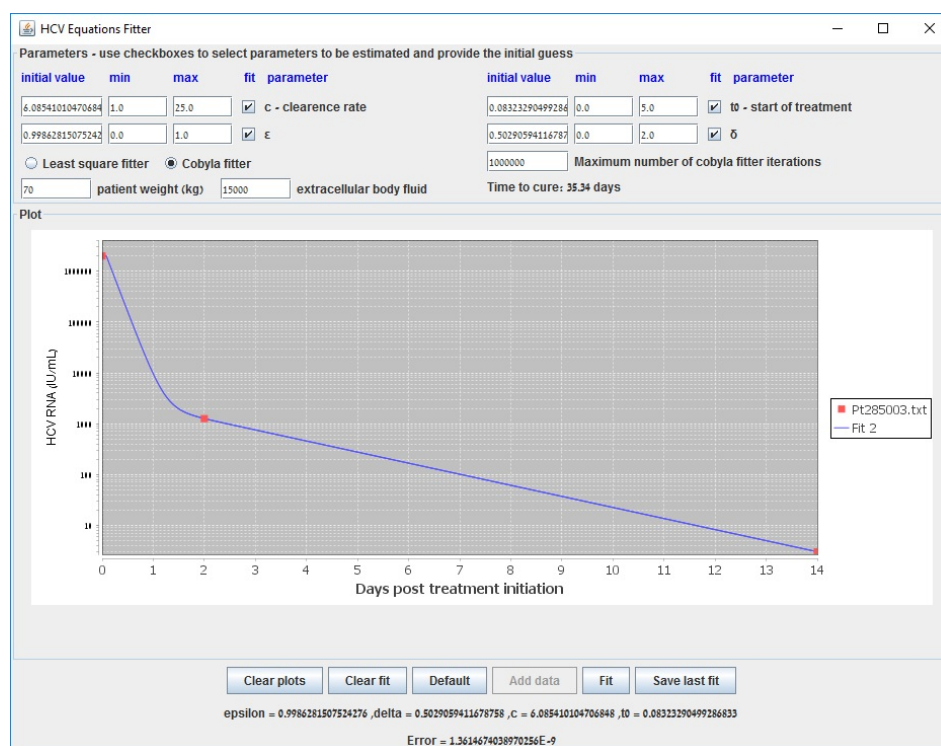 HCV Equations Fitter
Parameters - use checkboxes to select parameters to be estimated and provide the initial guess
initial value min max fit parameter initial value min max fit parameter
6.08541010470684 1.0 25.0 c - clearence rate 0.08323290499286 0.0 5.0 t0 - start of treatment
0.99862815075242 0.0 1.0 ε 0.50290594116787 0.0 2.0 δ
Least square fitter Cobyla fitter 1000000 Maximum number of cobyla fitter iterations
70 patient weight (kg) 15000 extracellular body fluid Time to cure: 35.34 days
Plot
HCV RNA (IU/mL)
100000
10000
1000
1000
100
10
0 1 2 3 4 5 6 7 8 9 10 11 12 13 14
Days post treatment initiation
Pt285003.txt
Fit 2
Clear plots Clear fit Default Add data Fit Save last fit
epsilon = 0.9986281507524276 ,delta = 0.5029059411678758 ,c = 6.085410104706848 ,t0 = 0.08323290499286833
Error = 1.3614674038970256E-9